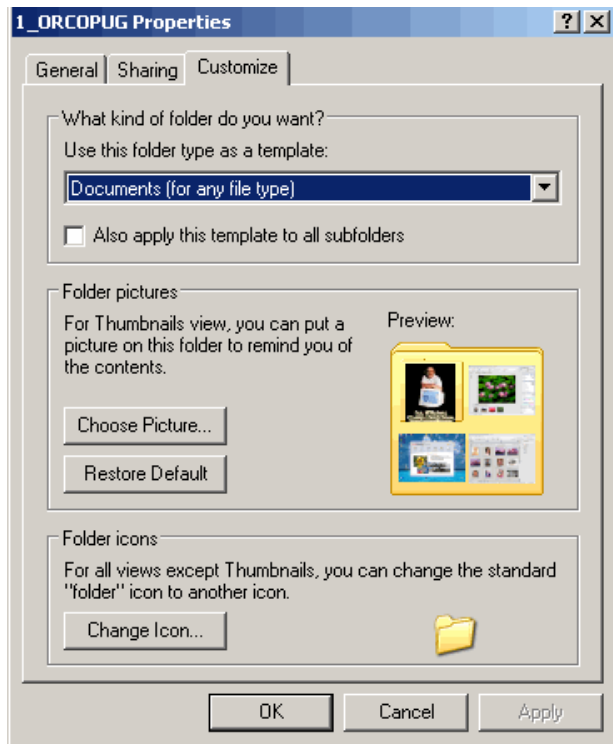 1_ORCOPUG Properties
General Sharing Customize
What kind of folder do you want?
Use this folder type as a template:
Documents (for any file type)
Also apply this template to all subfolders
Folder pictures
For Thumbnails view, you can put a
picture on this folder to remind you of
the contents.
Preview:
Choose Picture...
Restore Default
Folder icons
For all views except Thumbnails, you can change the standard
"folder" icon to another icon.
Change Icon...
OK Cancel Apply